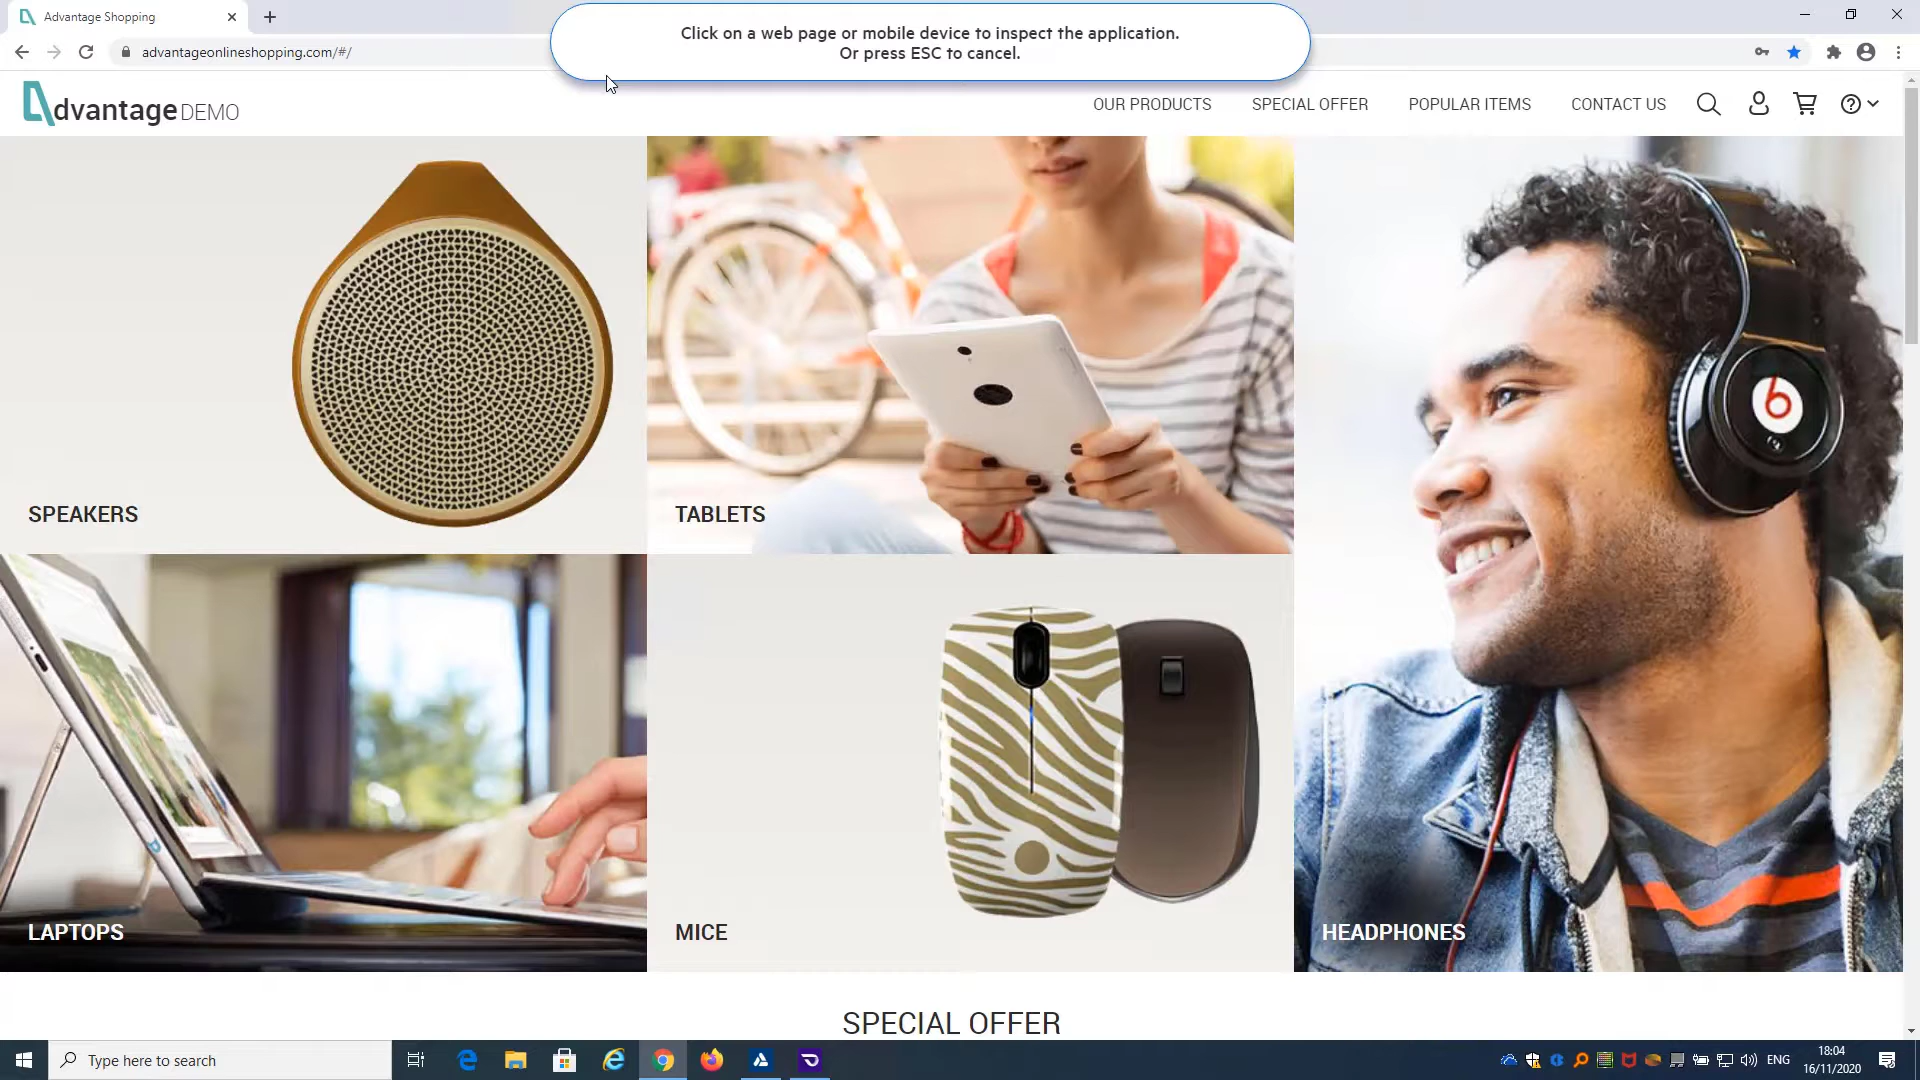 Advantage Shopping
Click on a web page or mobile device to inspect the application.
Or press ESC to cancel.
advantageonlineshopping.com/#/
dvantage DEMO
OUR PRODUCTS
SPECIAL OFFER
POPULAR ITEMS
CONTACT US
SPEAKERS
TABLETS
LAPTOPS
MICE
HEADPHONES
SPECIAL OFFER
Type here to search
ENG
18:04
16/11/2020